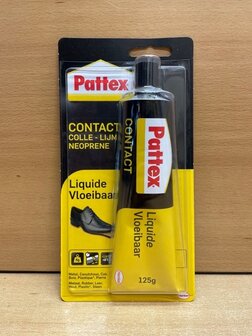 Pattex
CONTACT
COLLE - LIJM
NEOPRENE
Liquide
Vloeibaar
Pattex
CONTACT
Liquide
Vloeibaar
125g